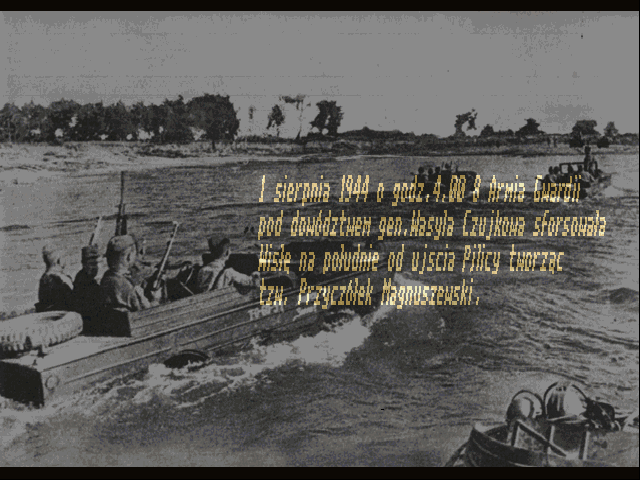 1 sierpnia 1944 o godz.4.00 8 Armia Gwardii
pod dowództwem gen.Wasyla Czujkowa sforsowała
Wisłę na południe od ujscia Pilicy tworząc
tzw. Przyczółek Magnuszewski.